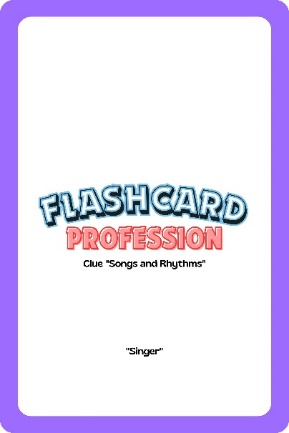 FLASHCARD
PROFESSION
Clue "Songs and Rhythms"
"Singer"